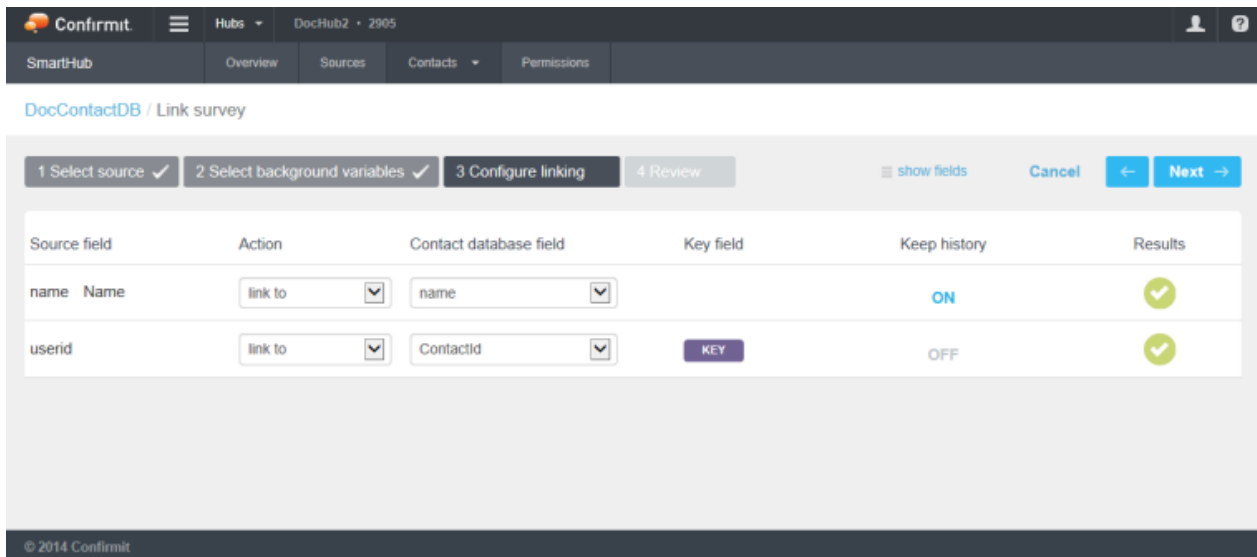 Confirmit. Hubs DocHub2 • 2905
SmartHub Overview Sources Contacts Permissions
DocContactDB / Link survey
1 Select source 2 Select background variables 3 Configure linking 4 Review show fields Cancel ← Next →
Source field Action Contact database field Key field Keep history Results
name Name link to name ON
userid link to ContactId KEY OFF
© 2014 Confirmit